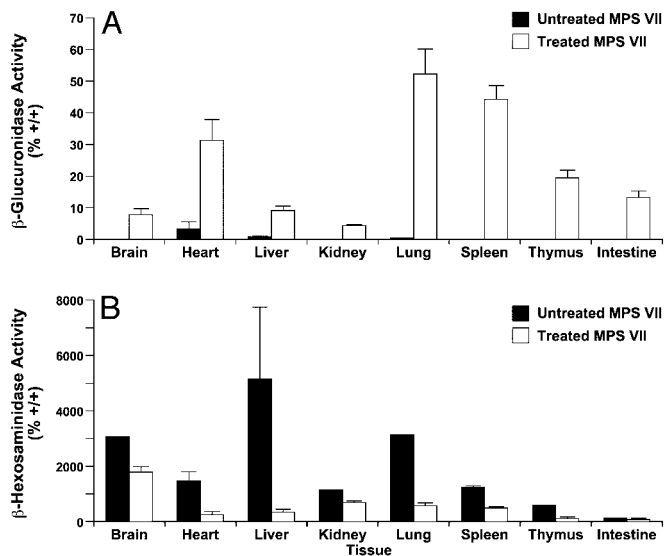 A
Untreated MPS VII
Treated MPS VII
β-Glucuronidase Activity
(% +/+)
70
60
50
40
30
20
10
0
Brain Heart Liver Kidney Lung Spleen Thymus Intestine
B
Untreated MPS VII
Treated MPS VII
β-Hexosaminidase Activity
(% +/+)
8000
6000
4000
2000
0
Brain Heart Liver Kidney Lung Spleen Thymus Intestine
Tissue